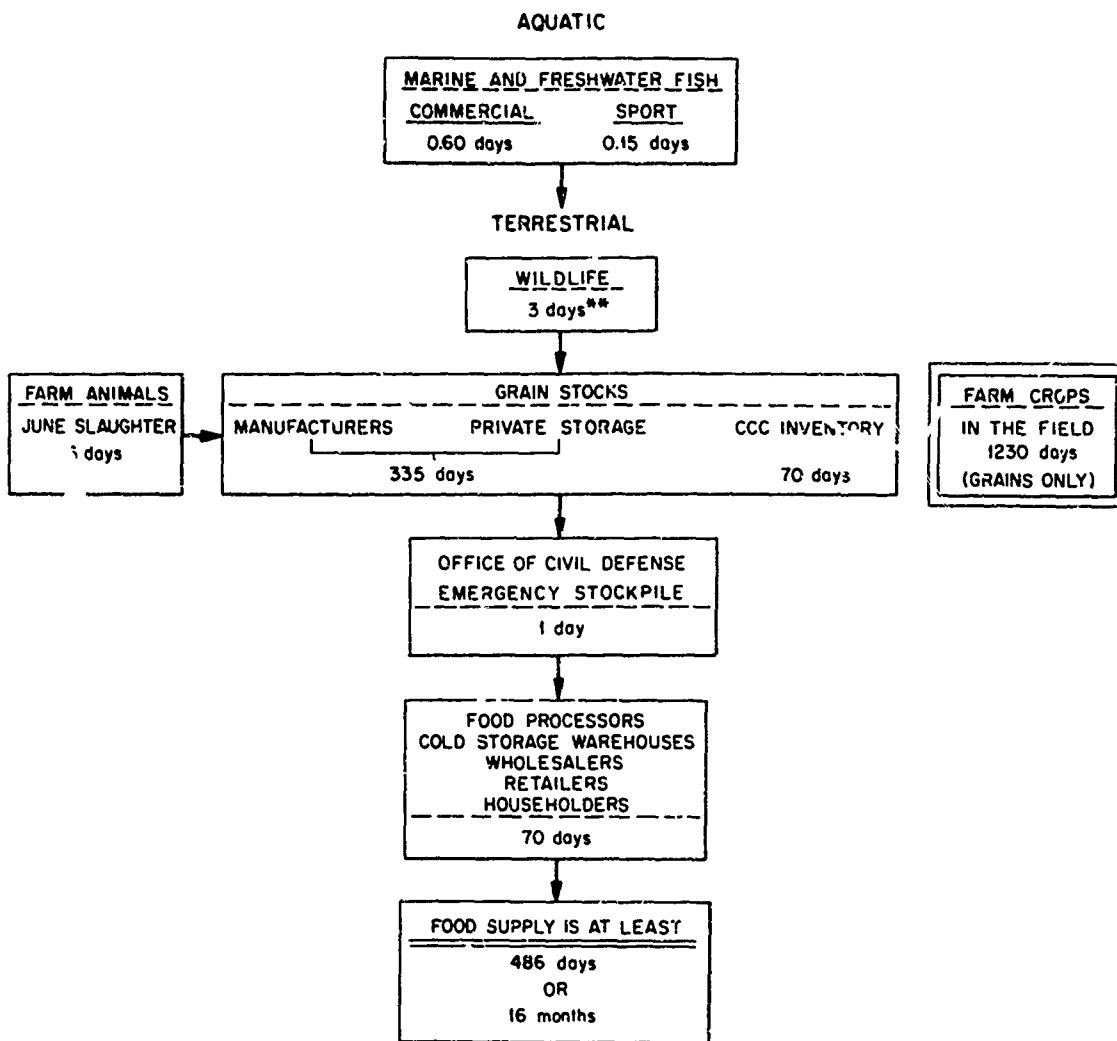 AQUATIC
MARINE AND FRESHWATER FISH
COMMERCIAL SPORT
0.60 days 0.15 days
TERRESTRIAL
WILDLIFE
3 days**
FARM ANIMALS
JUNE SLAUGHTER
days
GRAIN STOCKS
MANUFACTURERS PRIVATE STORAGE CCC INVENTORY
335 days 70 days
FARM CROPS
IN THE FIELD
1230 days
(GRAINS ONLY)
OFFICE OF CIVIL DEFENSE
EMERGENCY STOCKPILE
1 day
FOOD PROCESSORS
COLD STORAGE WAREHOUSES
WHOLESALERS
RETAILERS
HOUSEHOLDERS
70 days
FOOD SUPPLY IS AT LEAST
486 days
OR
16 months